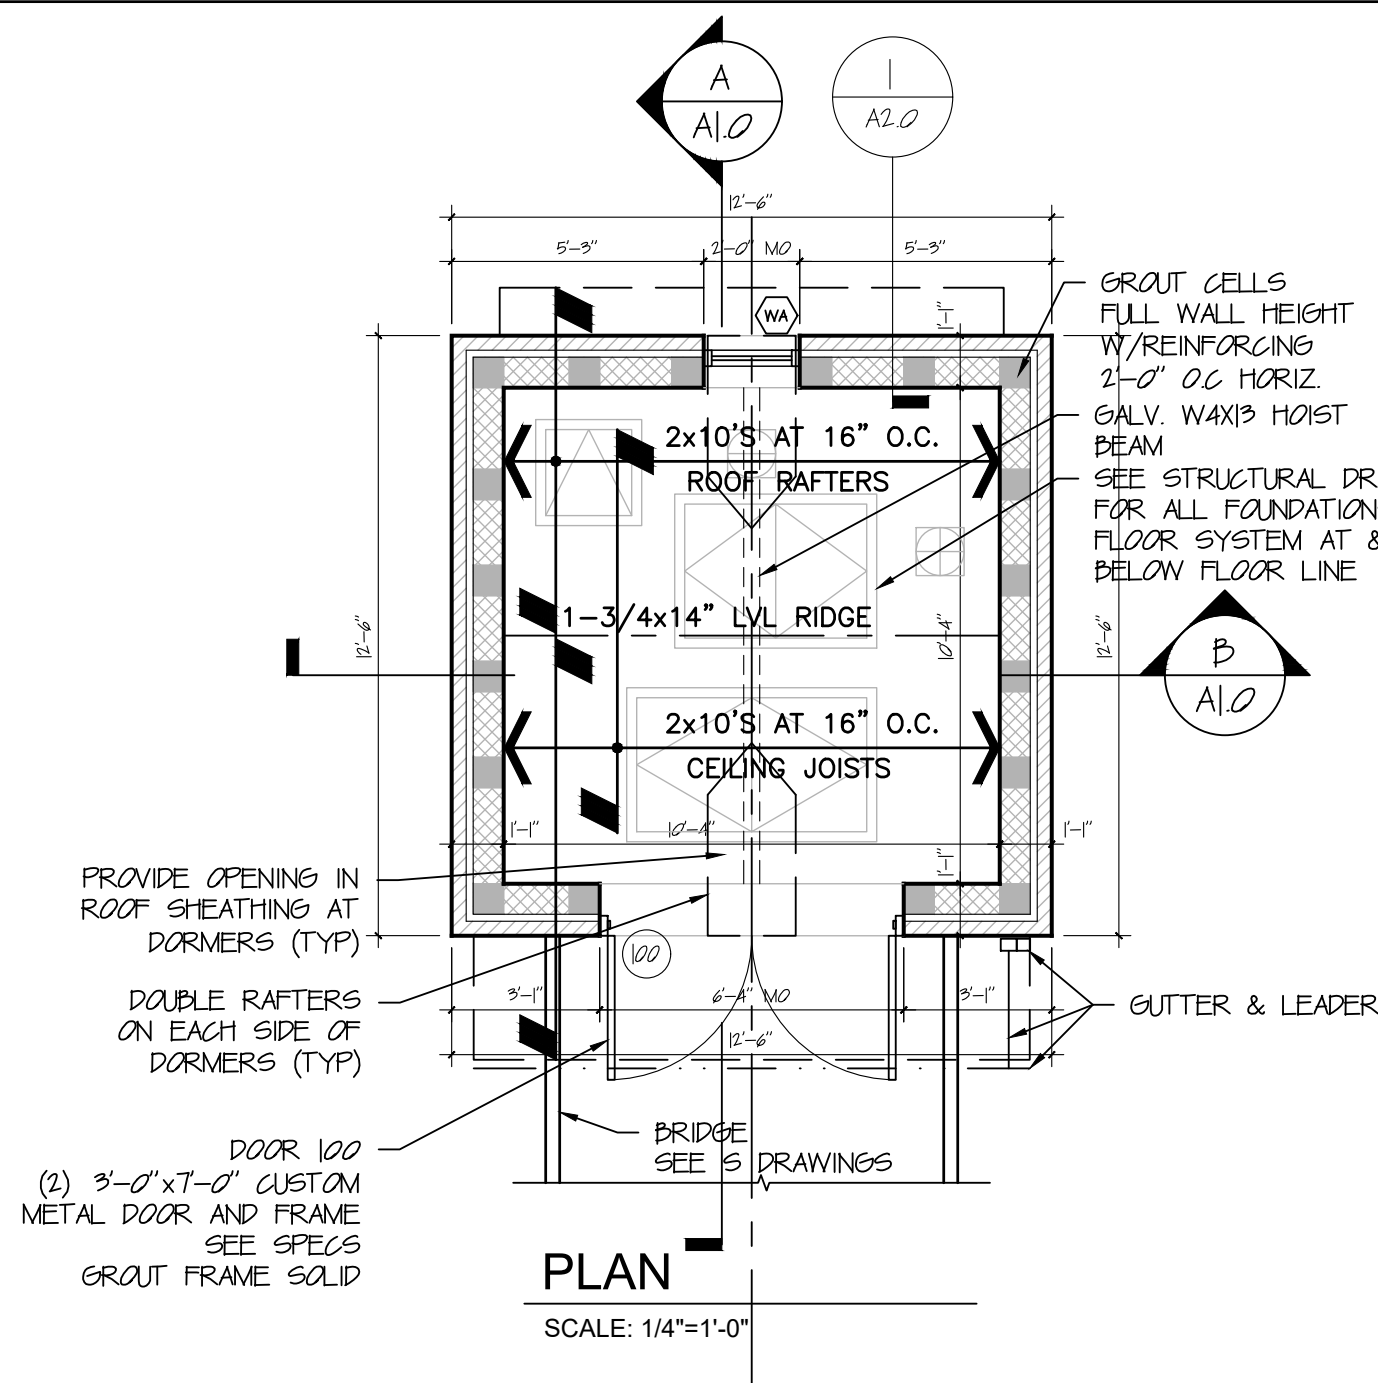 A
A1.0
1
A2.0
12'-6"
5'-3"
2'-0" MO
5'-3"
WA
1'-1"
GROUT CELLS
FULL WALL HEIGHT
W/REINFORCING
2'-0" O.C HORIZ.
GALV. W4X13 HOIST
BEAM
SEE STRUCTURAL DR
FOR ALL FOUNDATION
FLOOR SYSTEM AT &
BELOW FLOOR LINE
2x10'S AT 16" O.C.
ROOF RAFTERS
1-3/4x14" LVL RIDGE
12'-6"
10'-4"
12'-6"
B
A1.0
2x10'S AT 16" O.C.
CEILING JOISTS
1'-1"
10'-4"
1'-1"
1'-1"
PROVIDE OPENING IN
ROOF SHEATHING AT
DORMERS (TYP)
100
DOUBLE RAFTERS
ON EACH SIDE OF
DORMERS (TYP)
3'-1"
6'-4" MO
3'-1"
12'-6"
GUTTER & LEADER
DOOR 100
(2) 3'-0"x7'-0" CUSTOM
METAL DOOR AND FRAME
SEE SPECS
GROUT FRAME SOLID
BRIDGE
SEE S DRAWINGS
PLAN
SCALE: 1/4"=1'-0"